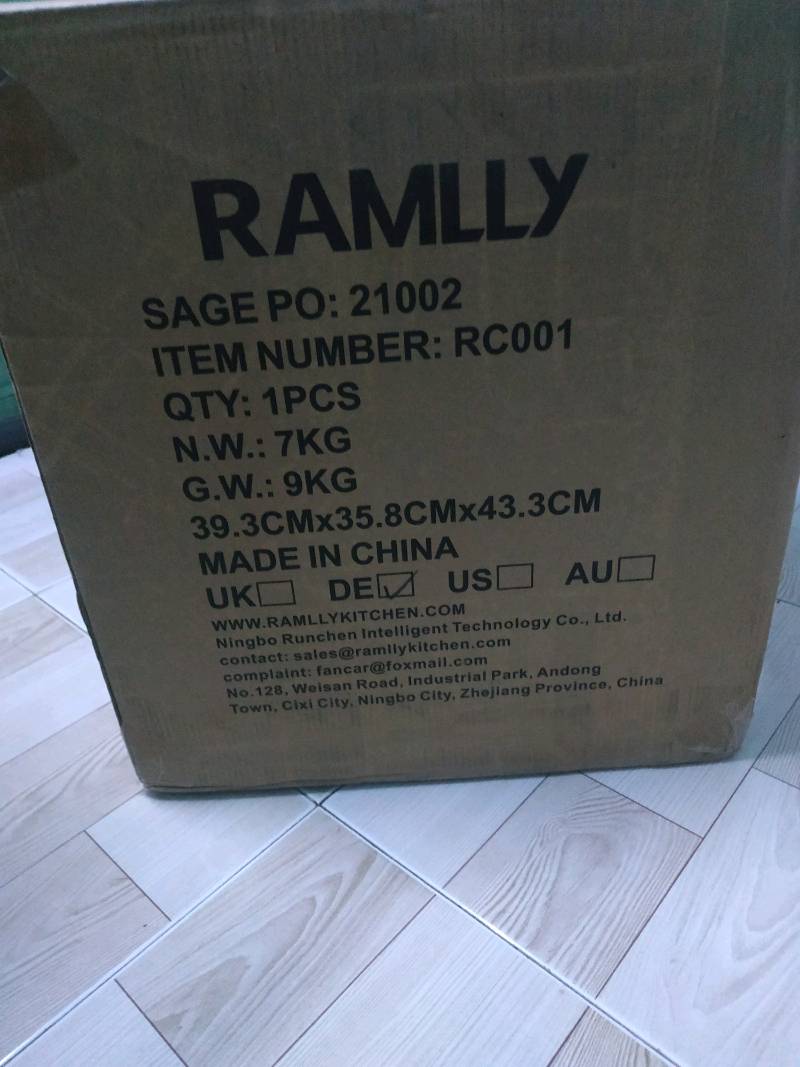 RAMLLY
SAGE PO: 21002
ITEM NUMBER: RC001
QTY: 1PCS
N.W.: 7KG
G.W.: 9KG
39.3CMx35.8CMx43.3CM
MADE IN CHINA
UK☐ DE☑ US☐ AU☐
WWW.RAMLLYKITCHEN.COM
Ningbo Runchen Intelligent Technology Co., Ltd.
contact: sales@ramllykitchen.com
complaint: fancar@foxmail.com
No.128, Weisan Road, Industrial Park, Andong
Town, Cixi City, Ningbo City, Zhejiang Province, China